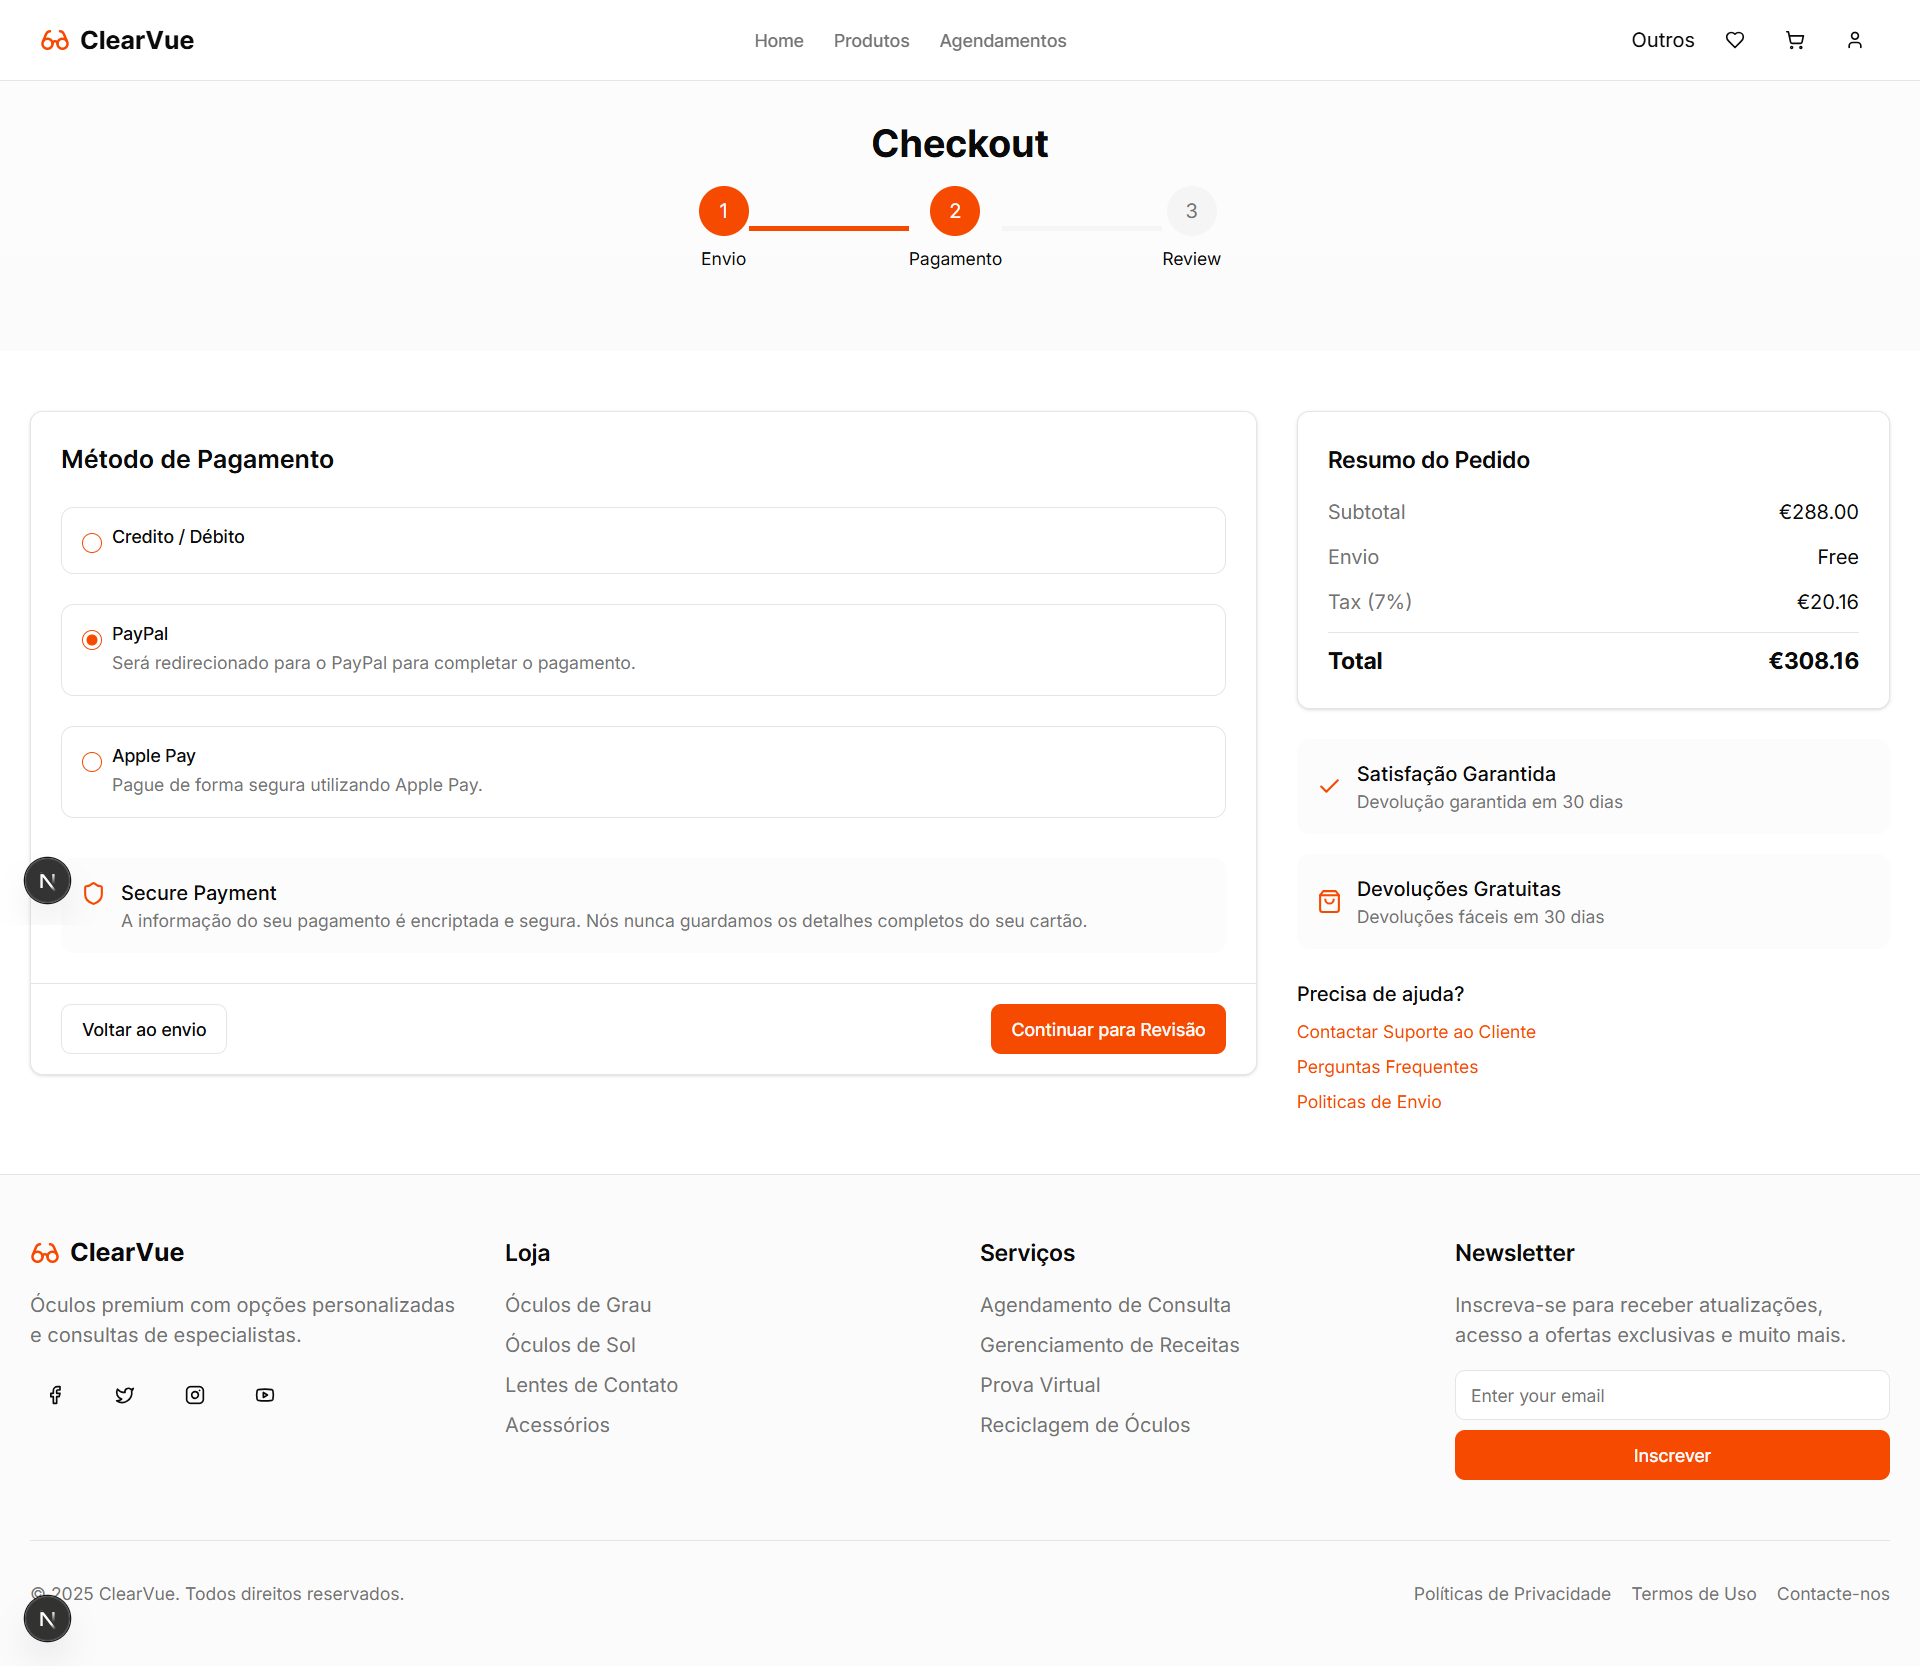 ClearVue
Home
Produtos
Agendamentos
Outros
Checkout
1
2
3
Envio
Pagamento
Review
Método de Pagamento
Credito / Débito
PayPal
Será redirecionado para o PayPal para completar o pagamento.
Apple Pay
Pague de forma segura utilizando Apple Pay.
Secure Payment
A informação do seu pagamento é encriptada e segura. Nós nunca guardamos os detalhes completos do seu cartão.
N
Voltar ao envio
Continuar para Revisão
Resumo do Pedido
Subtotal €288.00
Envio Free
Tax (7%) €20.16
Total €308.16
Satisfação Garantida
Devolução garantida em 30 dias
Devoluções Gratuitas
Devoluções fáceis em 30 dias
Precisa de ajuda?
Contactar Suporte ao Cliente
Perguntas Frequentes
Politicas de Envio
ClearVue
Óculos premium com opções personalizadas
e consultas de especialistas.
Loja
Óculos de Grau
Óculos de Sol
Lentes de Contato
Acessórios
Serviços
Agendamento de Consulta
Gerenciamento de Receitas
Prova Virtual
Reciclagem de Óculos
Newsletter
Inscreva-se para receber atualizações,
acesso a ofertas exclusivas e muito mais.
Enter your email
Inscrever
© 2025 ClearVue. Todos direitos reservados.
Políticas de Privacidade
Termos de Uso
Contacte-nos
N